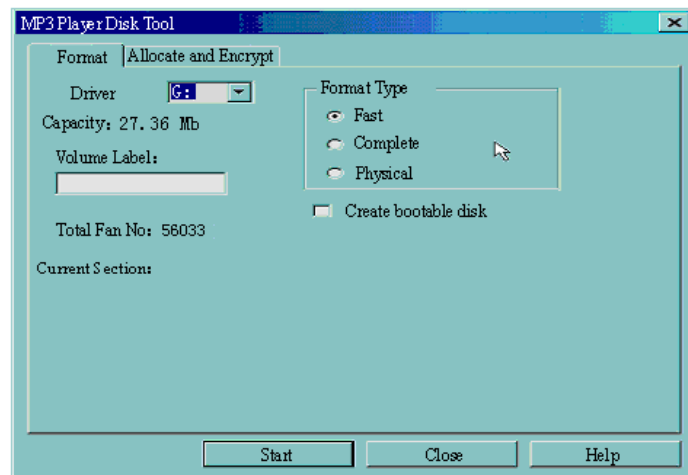 MP3 Player Disk Tool
Format
Allocate and Encrypt
Driver
G:
Capacity: 27.36 Mb
Volume Label:
Total Fan No: 56033
Current Section:
Format Type
Fast
Complete
Physical
Create bootable disk
Start
Close
Help